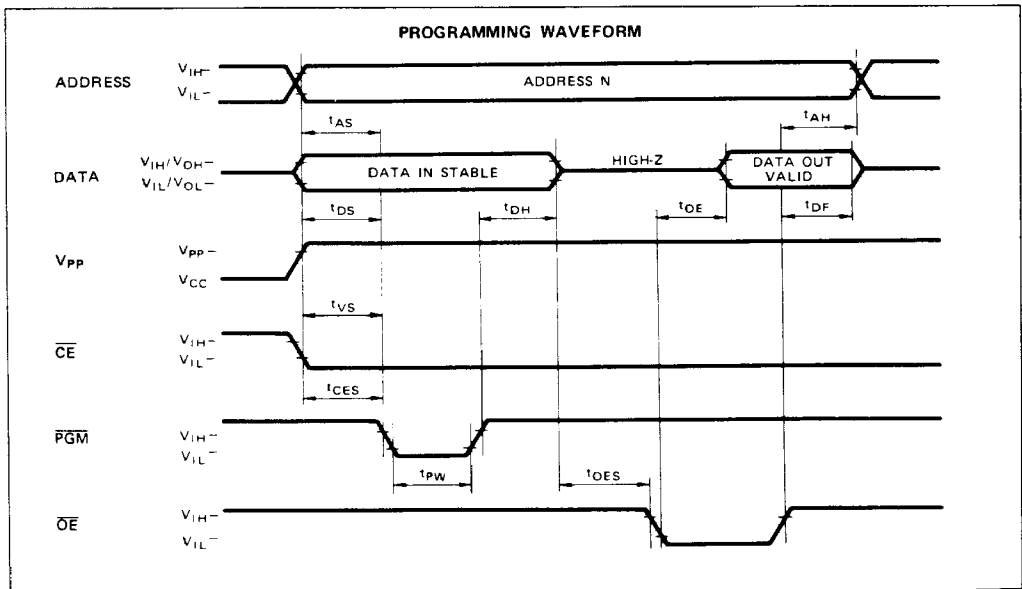 PROGRAMMING WAVEFORM
ADDRESS
VIH
VIL
ADDRESS N
tAS
tAH
DATA
VIH/VOH
VIL/VOL
DATA IN STABLE
HIGH-Z
DATA OUT
VALID
tDS
tDH
tOE
tDF
VPP
VPP
VCC
tVS
CE
VIH
VIL
tCES
PGM
VIH
VIL
tPW
tOES
OE
VIH
VIL